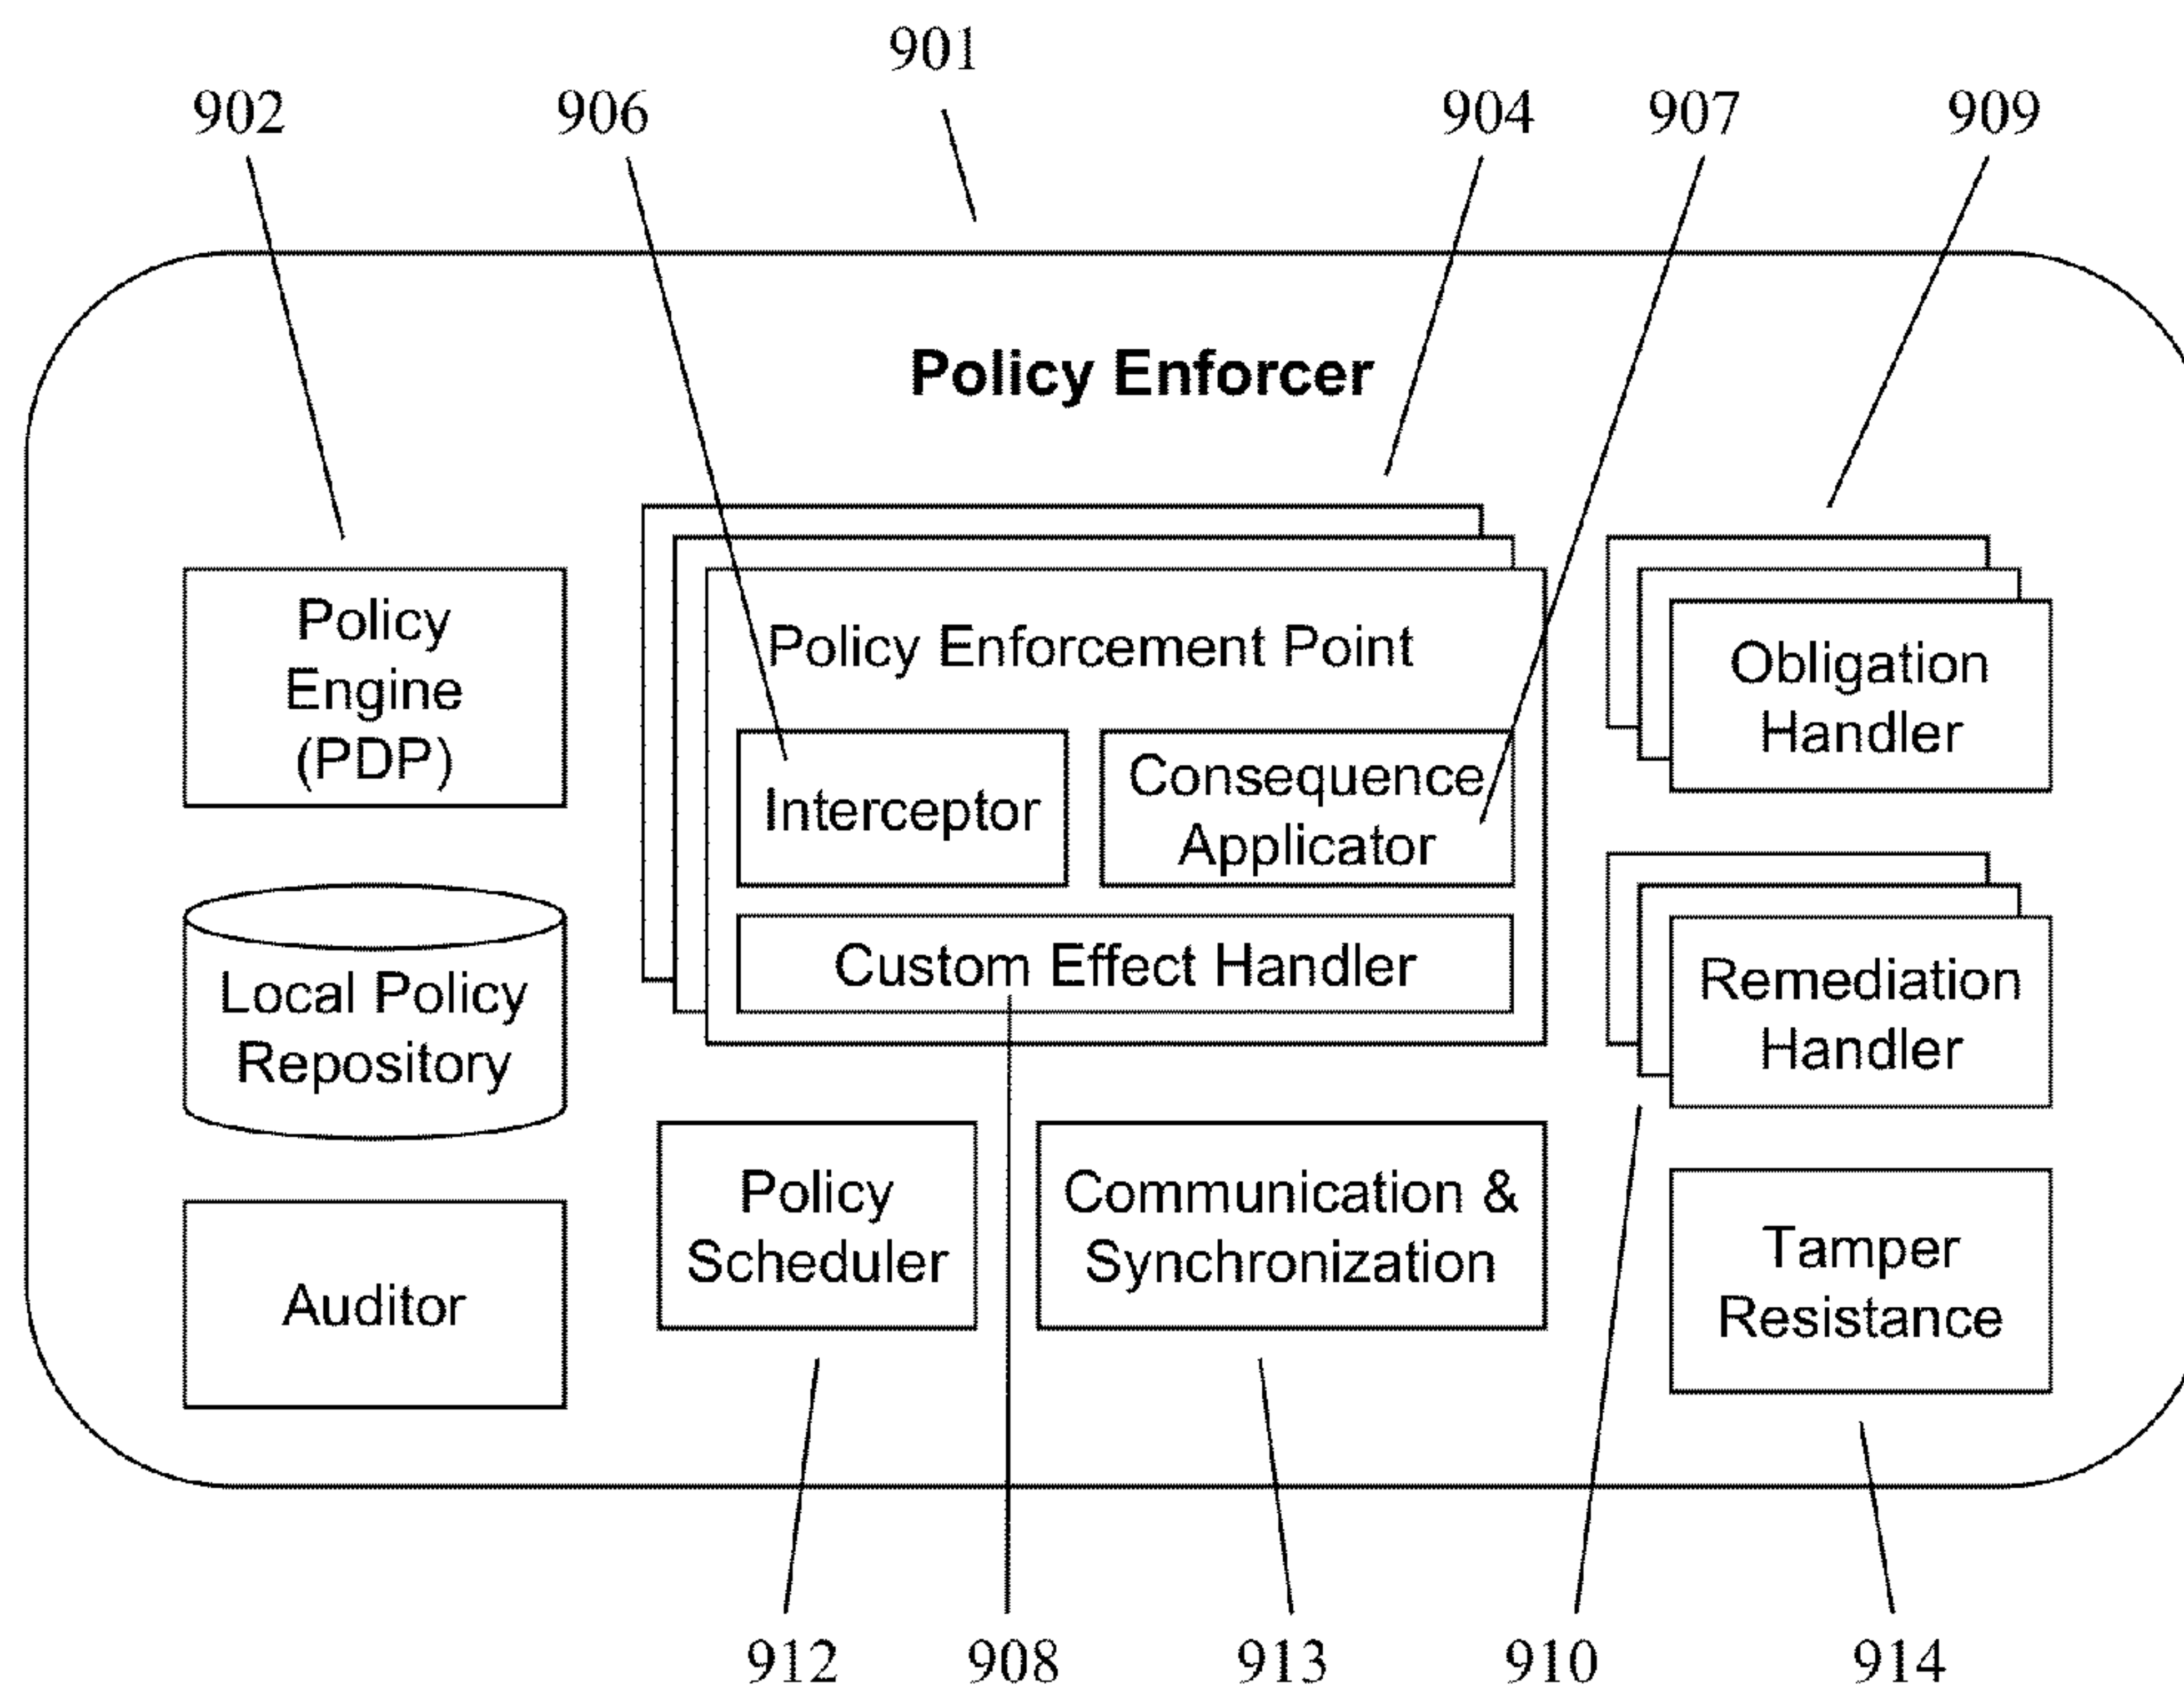 901
902
906
904
907
909
Policy Enforcer
Policy
Engine
(PDP)
Policy Enforcement Point
Interceptor
Consequence
Applicator
Custom Effect Handler
Obligation
Handler
Local Policy
Repository
Remediation
Handler
Auditor
Policy
Scheduler
Communication &
Synchronization
Tamper
Resistance
912
908
913
910
914